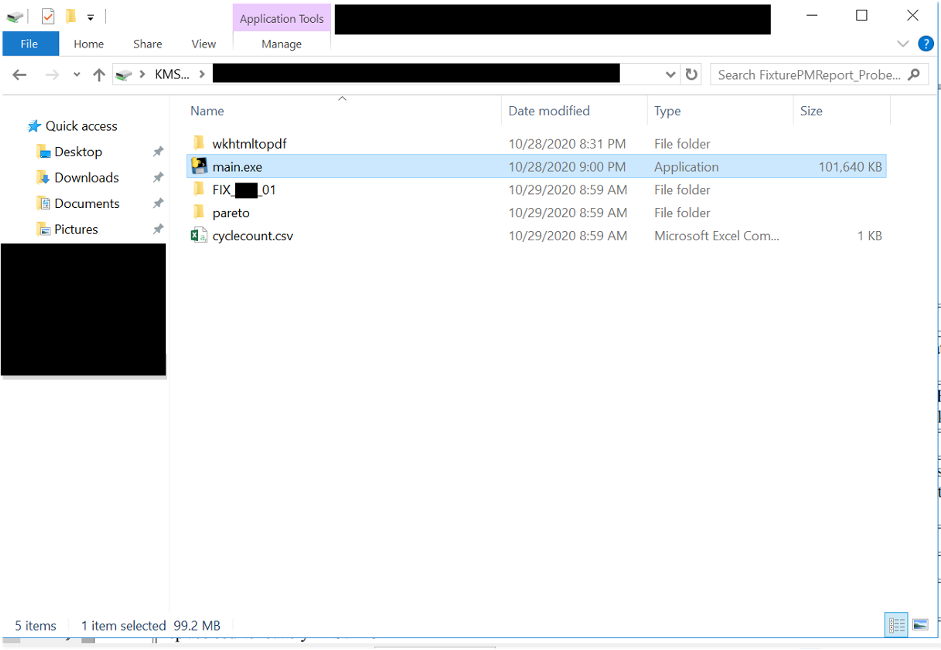 Application Tools
File Home Share View Manage
KMS... Search FixturePMReport_Probe...
Name Date modified Type Size
Quick access
Desktop
Downloads
Documents
Pictures
wkhtmltopdf 10/28/2020 8:31 PM File folder
main.exe 10/28/2020 9:00 PM Application 101,640 KB
FIX_ _01 10/29/2020 8:59 AM File folder
pareto 10/29/2020 8:59 AM File folder
cyclecount.csv 10/29/2020 8:59 AM Microsoft Excel Com... 1 KB
5 items 1 item selected 99.2 MB